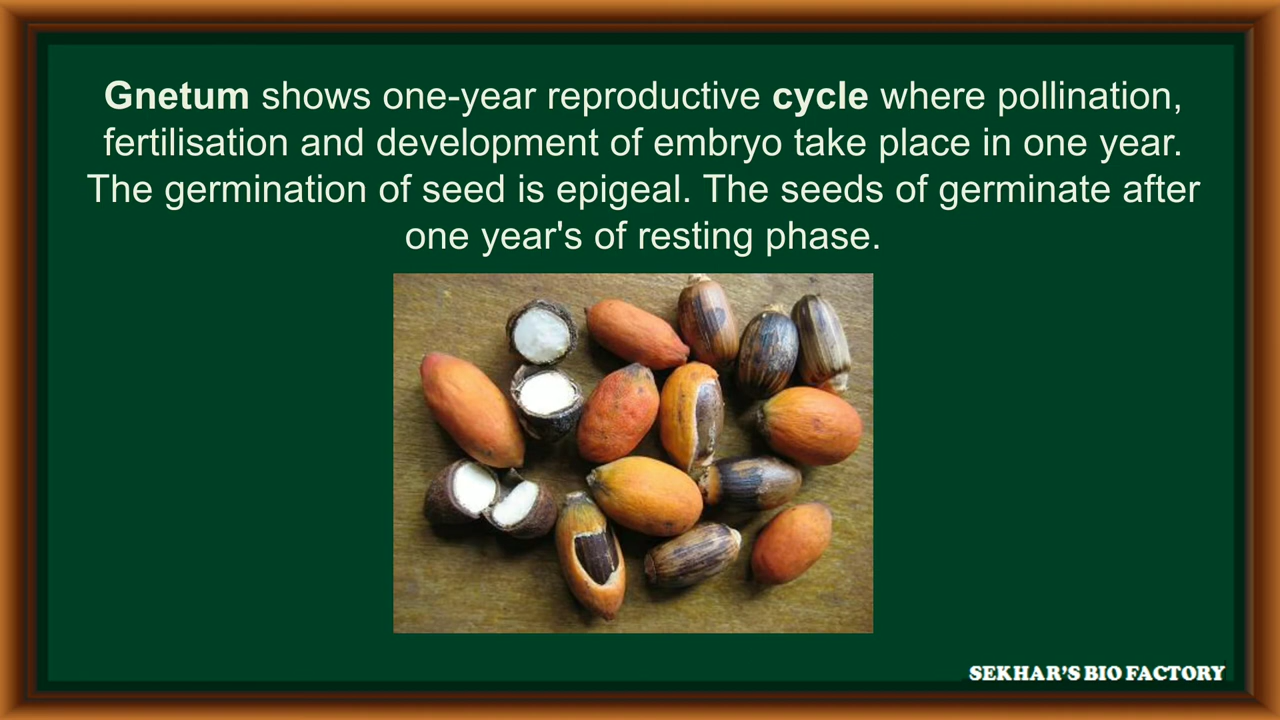 Gnetum shows one-year reproductive cycle where pollination,
fertilisation and development of embryo take place in one year.
The germination of seed is epigeal. The seeds of germinate after
one year's of resting phase.
SEKHAR'S BIO FACTORY